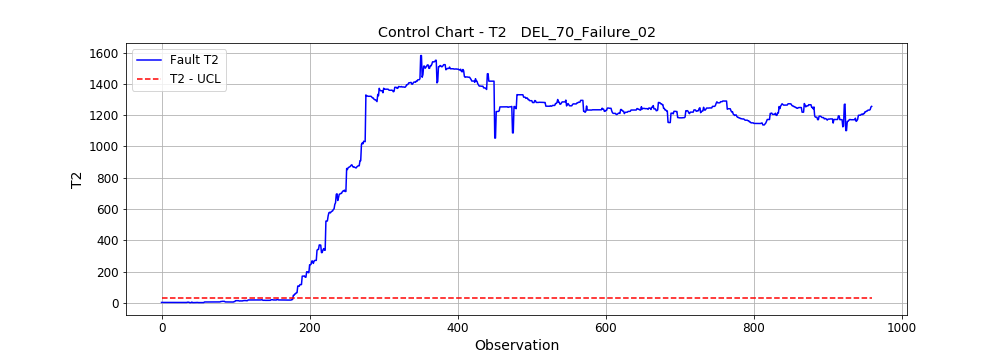 Control Chart - T2   DEL_70_Failure_02
Fault T2
T2 - UCL
T2
1600
1400
1200
1000
800
600
400
200
0
0 200 400 600 800 1000
Observation